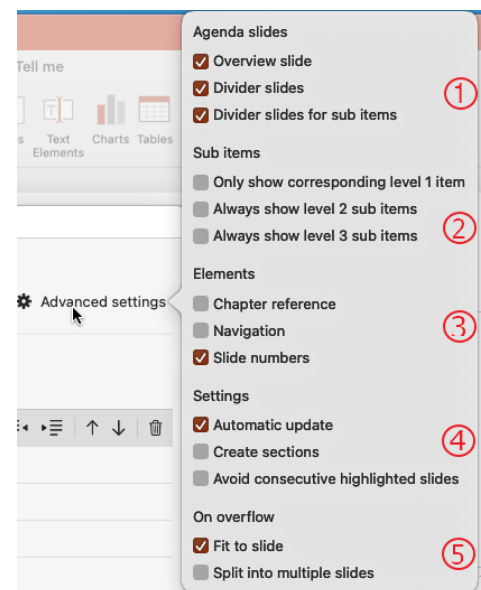 Agenda slides
Overview slide
Divider slides
Divider slides for sub items
①
Sub items
Only show corresponding level 1 item
Always show level 2 sub items
Always show level 3 sub items
②
Elements
Chapter reference
Navigation
Slide numbers
③
Settings
Automatic update
Create sections
Avoid consecutive highlighted slides
④
On overflow
Fit to slide
Split into multiple slides
⑤
Tell me
s
Text
Elements
Charts
Tables
Advanced settings